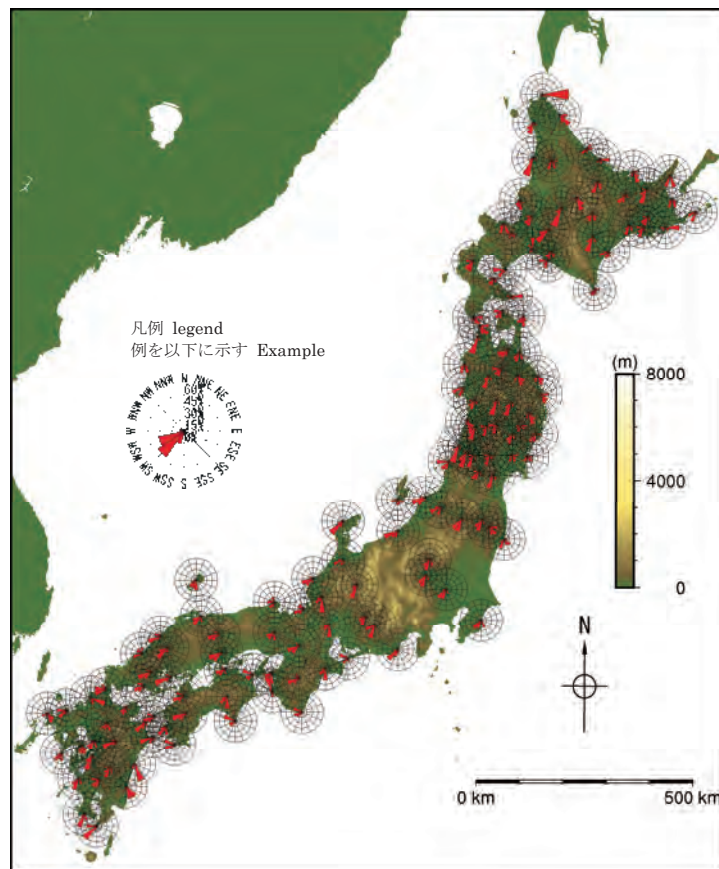 凡例 legend
例を以下に示す Example
N NNE NE ENE E ESE SE SSE S SSW SW WSW W WNW NW NNW
60%
45%
30%
15%
0%
(m)
8000
4000
0
N
0 km 500 km